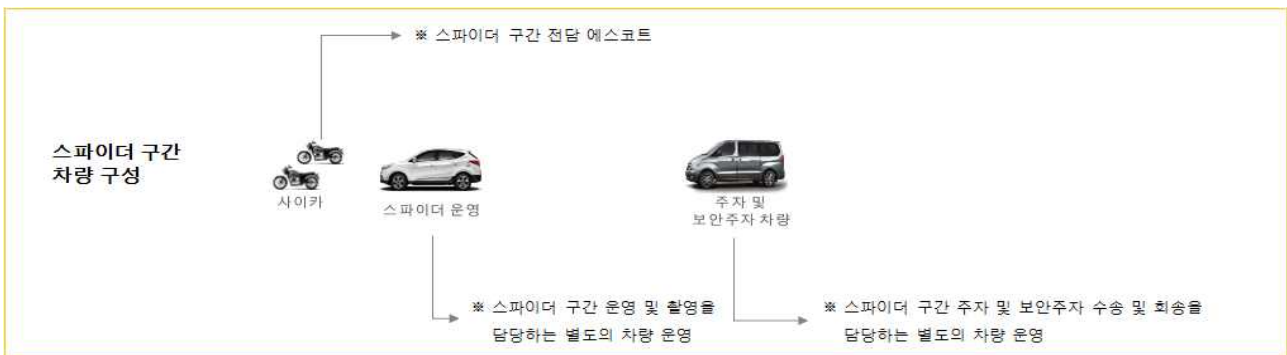 ※ 스파이더 구간 전담 에스코트
스파이더 구간
차량 구성
사이카
스파이더 운영
주자 및
보안주자 차량
※ 스파이더 구간 운영 및 촬영을
담당하는 별도의 차량 운영
※ 스파이더 구간 주자 및 보안주자 수송 및 회송을
담당하는 별도의 차량 운영